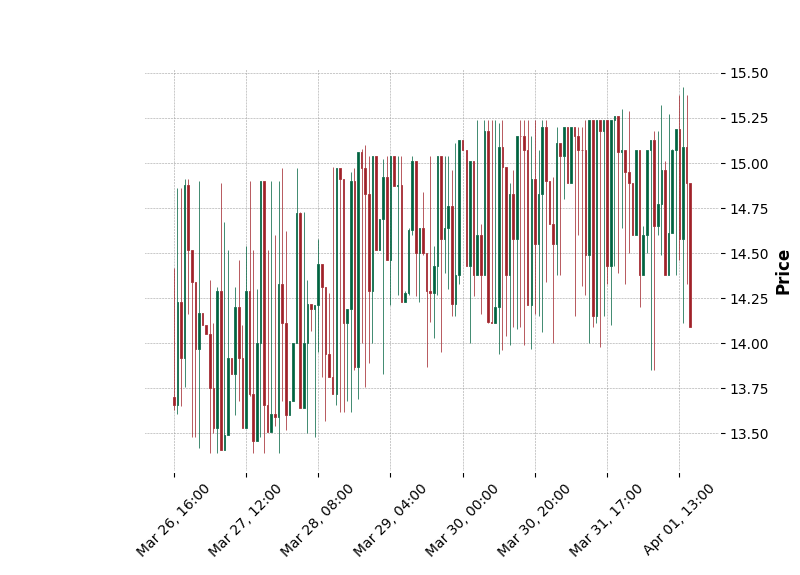 15.50
15.25
15.00
14.75
14.50
14.25
14.00
13.75
13.50
Price
Mar 26, 16:00
Mar 27, 12:00
Mar 28, 08:00
Mar 29, 04:00
Mar 30, 00:00
Mar 30, 20:00
Mar 31, 17:00
Apr 01, 13:00